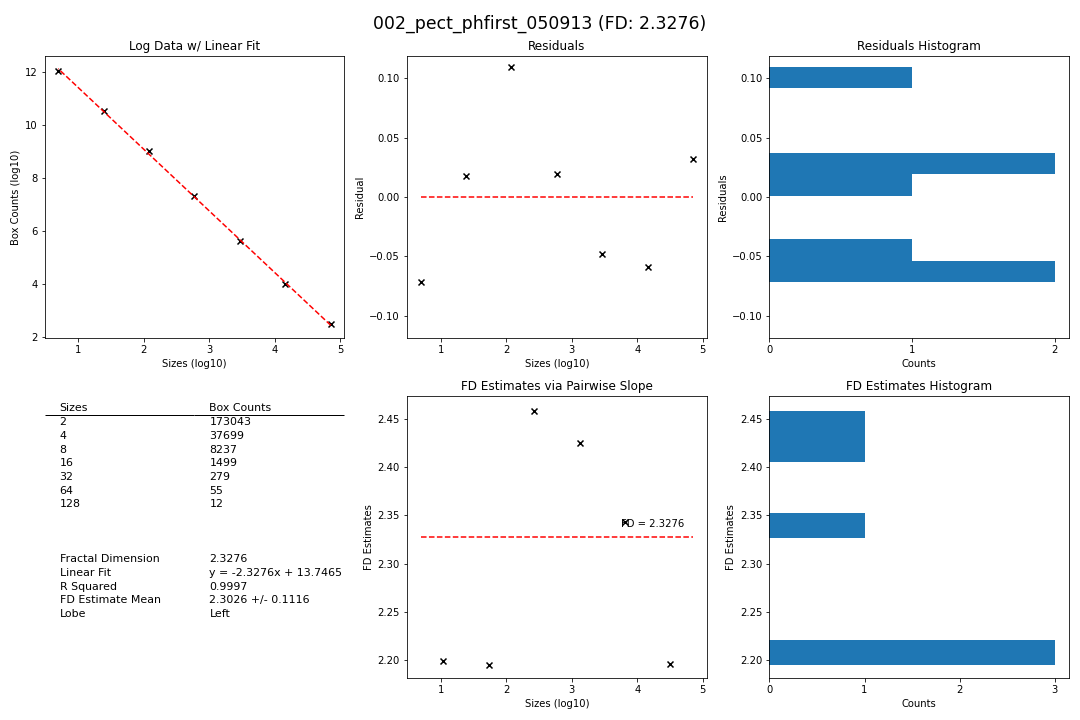 002_pect_phfirst_050913 (FD: 2.3276)
Log Data w/ Linear Fit
12
10
8
6
4
2
Box Counts (log10)
1 2 3 4 5
Sizes (log10)
Residuals
0.10
0.05
0.00
−0.05
−0.10
Residual
1 2 3 4 5
Sizes (log10)
Residuals Histogram
0.10
0.05
0.00
−0.05
−0.10
Residuals
0 1 2
Counts
Sizes Box Counts
2 173043
4 37699
8 8237
16 1499
32 279
64 55
128 12
Fractal Dimension 2.3276
Linear Fit y = -2.3276x + 13.7465
R Squared 0.9997
FD Estimate Mean 2.3026 +/- 0.1116
Lobe Left
FD Estimates via Pairwise Slope
2.45
2.40
2.35
2.30
2.25
2.20
FD Estimates
FD = 2.3276
1 2 3 4 5
Sizes (log10)
FD Estimates Histogram
2.45
2.40
2.35
2.30
2.25
2.20
FD Estimates
0 1 2 3
Counts